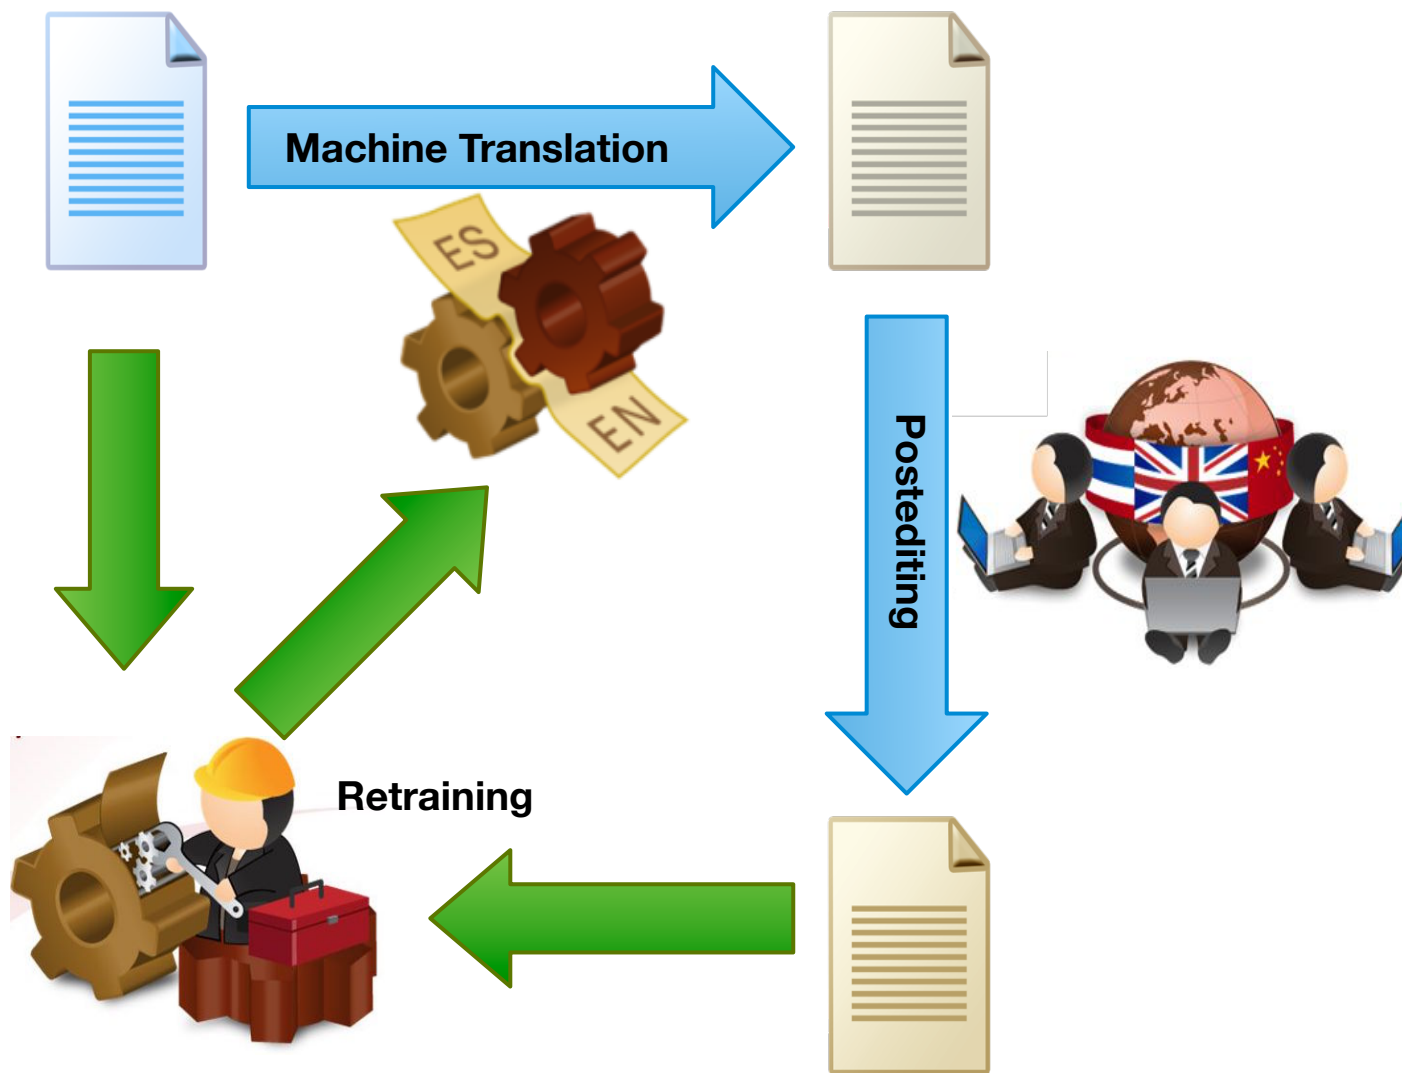 Machine Translation
ES
EN
Postediting
Retraining